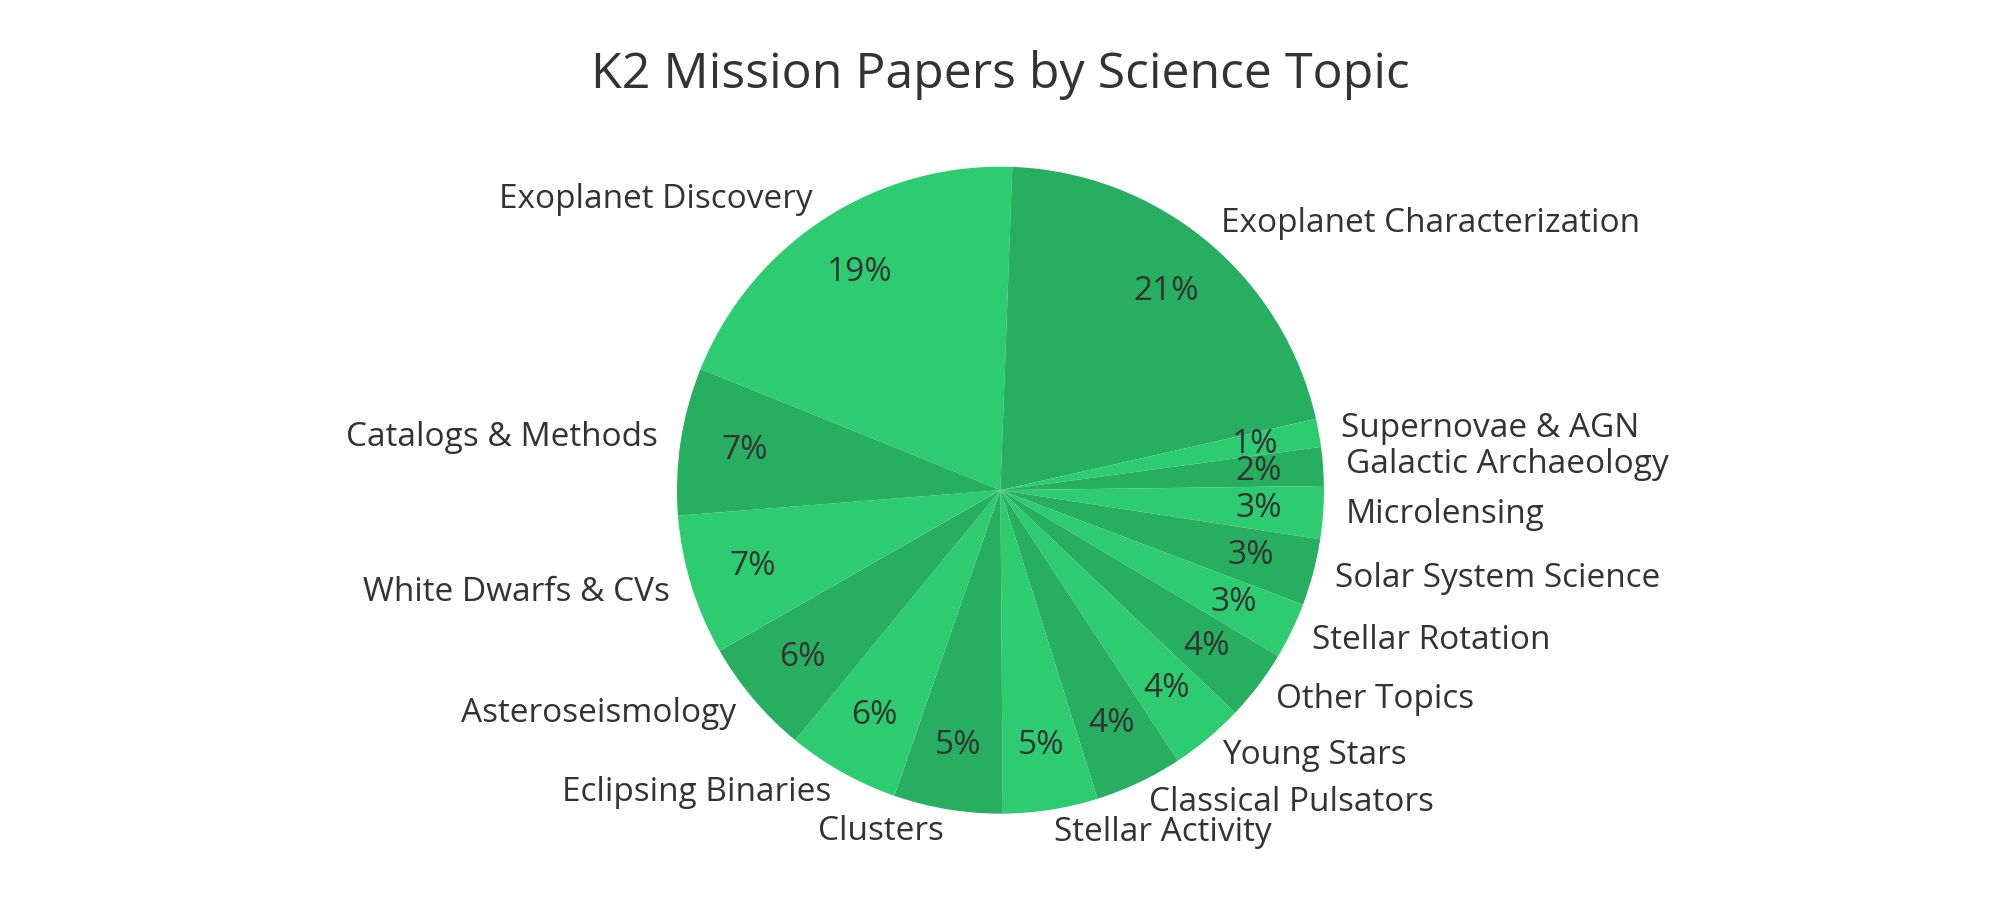 K2 Mission Papers by Science Topic
Exoplanet Discovery
Exoplanet Characterization
19%
21%
Supernovae & AGN
1%
Catalogs & Methods
7%
Galactic Archaeology
2%
Microlensing
3%
Solar System Science
3%
White Dwarfs & CVs
7%
Stellar Rotation
3%
Asteroseismology
6%
Other Topics
4%
Young Stars
4%
Eclipsing Binaries
6%
Clusters
5%
Stellar Activity
5%
Classical Pulsators
4%